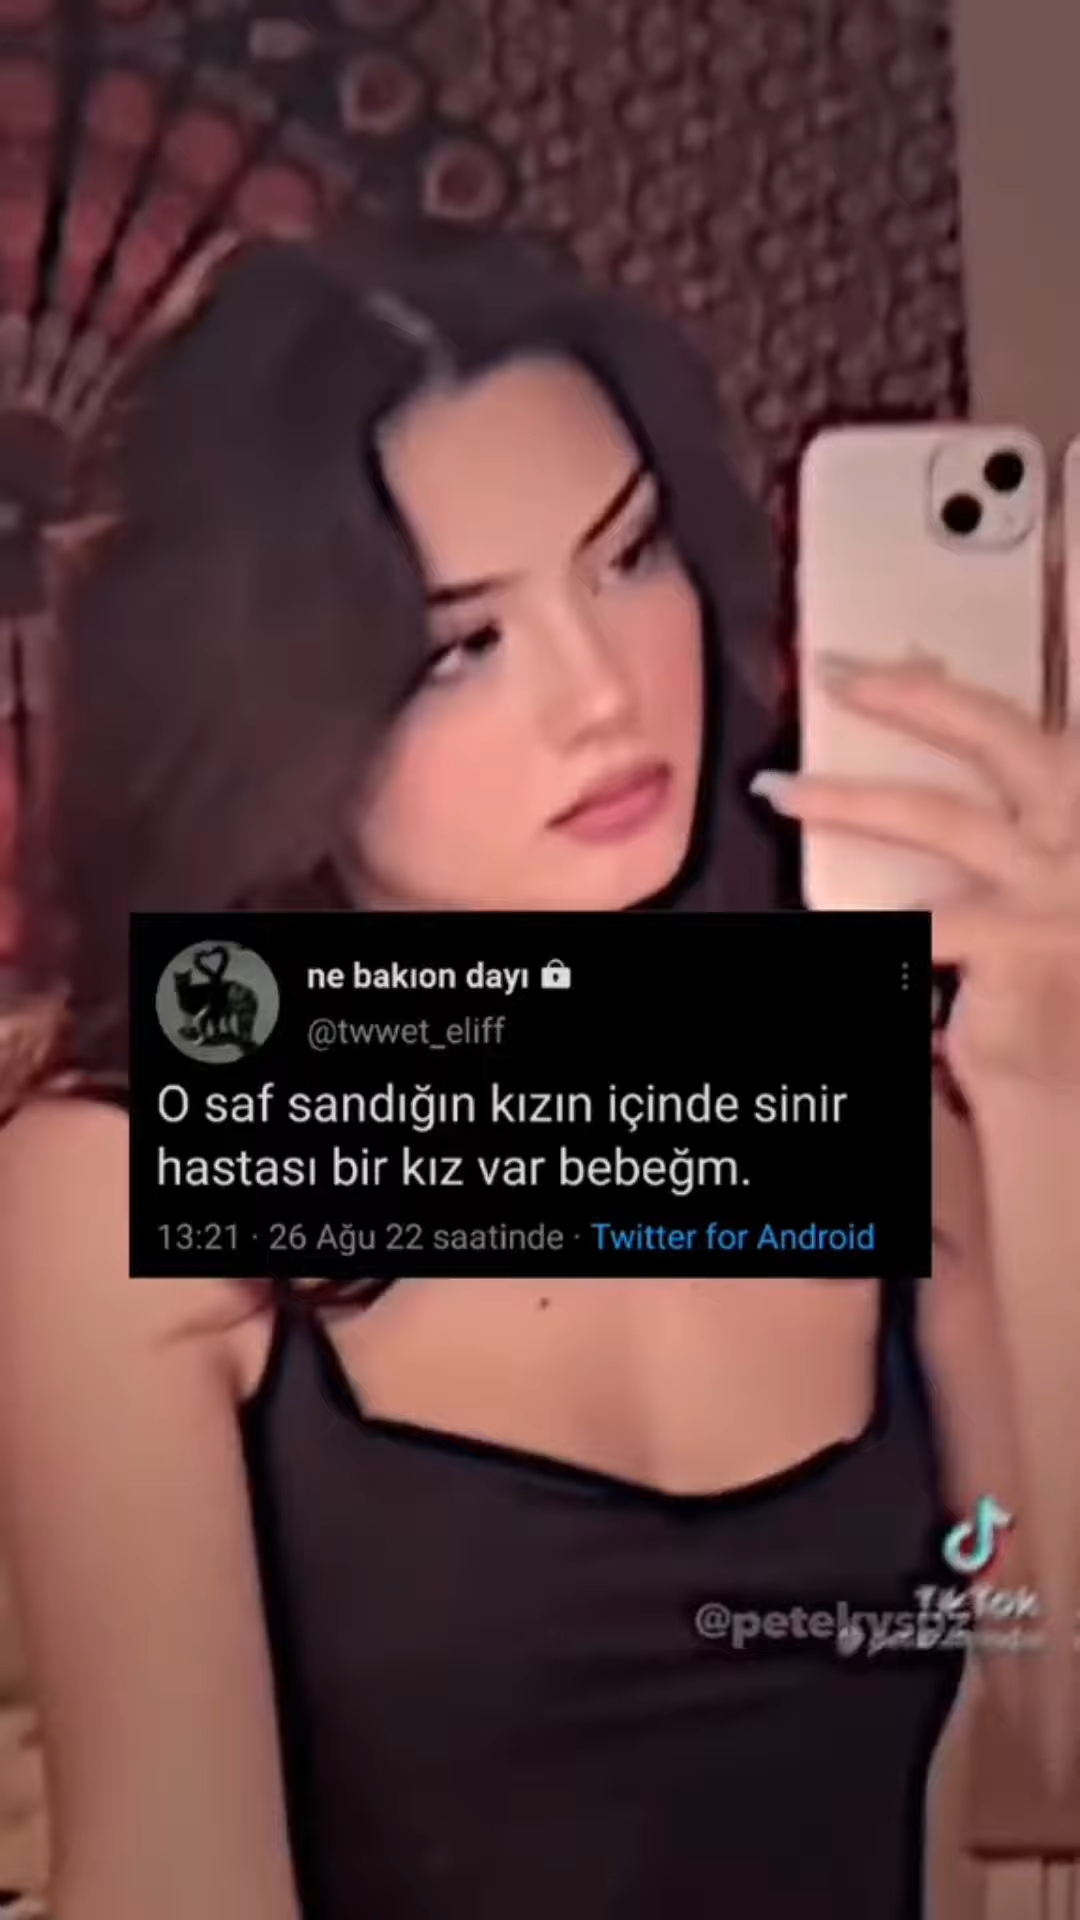 ne bakıon dayı
@twwet_eliff
O saf sandığın kızın içinde sinir
hastası bir kız var bebeğm.
13:21 · 26 Ağu 22 saatinde · Twitter for Android
TikTok